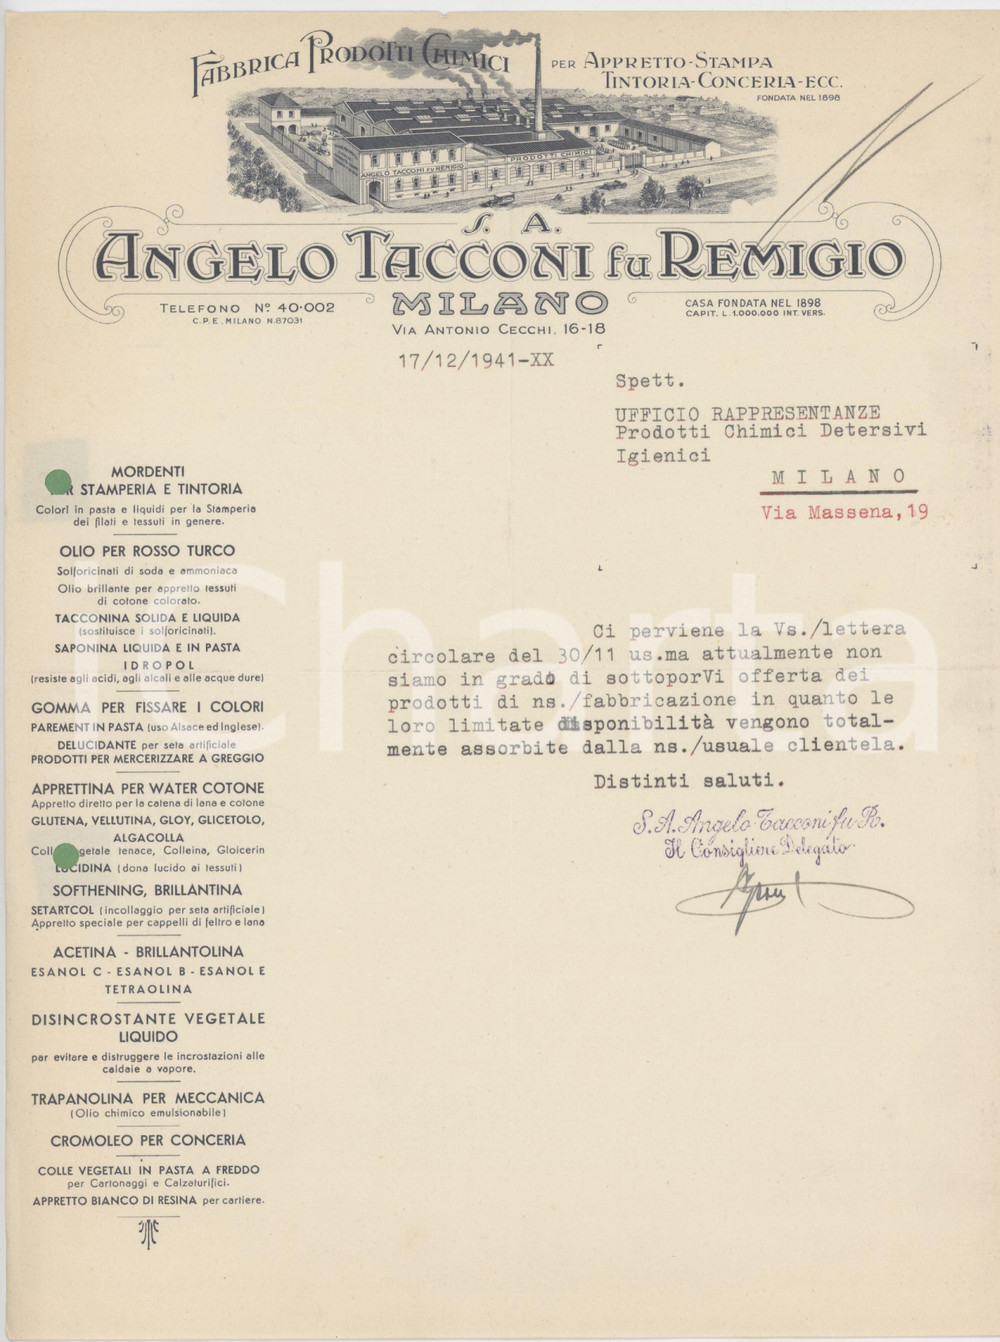 FABBRICA PRODOTTI CHIMICI PER APPRETTO-STAMPA
TINTORIA-CONCERIA-ECC.
FONDATA NEL 1898
ANGELO TACCONI FU REMIGIO
PRODOTTI CHIMICI
S. A.
ANGELO TACCONI fu REMIGIO
TELEFONO Nº 40-002
C.P.E. MILANO N. 87031
MILANO
VIA ANTONIO CECCHI, 16-18
CASA FONDATA NEL 1898
CAPIT. L. 1.000.000 INT. VERS.
17/12/1941-XX
Spett.
UFFICIO RAPPRESENTANZE
Prodotti Chimici Detersivi
Igienici
MILANO
Via Massena,19
MORDENTI
STAMPERIA E TINTORIA
Colori in pasta e liquidi per la Stamperia
dei filati e tessuti in genere.
OLIO PER ROSSO TURCO
Solforicinati di soda e ammoniaca
Olio brillante per appretto tessuti
di cotone colorato.
TACCONINA SOLIDA E LIQUIDA
(sostituisce i solforicinati).
SAPONINA LIQUIDA E IN PASTA
IDROPOL
(resiste agli acidi, agli alcali e alle acque dure)
GOMMA PER FISSARE I COLORI
PAREMENT IN PASTA (uso Alsace ed Inglese).
DELUCIDANTE per seta artificiale
PRODOTTI PER MERCERIZZARE A GREGGIO
APPRETTINA PER WATER COTONE
Appretto diretto per la catena di lana e cotone
GLUTENA, VELLUTINA, GLOY, GLICETOLO,
ALGACOLLA
tenace, Colleina, Gloicerin
LUCIDINA (dona lucido ai tessuti)
SOFTHENING, BRILLANTINA
SETARTCOL (incollaggio per seta artificiale)
Appretto speciale per cappelli di feltro e lana
ACETINA - BRILLANTOLINA
ESANOL C - ESANOL B - ESANOL E
TETRAOLINA
DISINCROSTANTE VEGETALE
LIQUIDO
par evitare e distruggere le incrostazioni alle
caldaie a vapore.
TRAPANOLINA PER MECCANICA
(Olio chimico emulsionabile)
CROMOLEO PER CONCERIA
COLLE VEGETALI IN PASTA A FREDDO
per Cartonaggi e Calzaturifici.
APPRETTO BIANCO DI RESINA per cartiere.
Ci perviene la Vs./lettera
circolare del 30/11 us.ma attualmente non
siamo in grado di sottoporVi offerta dei
prodotti di ns./fabbricazione in quanto le
loro limitate disponibilità vengono total-
mente assorbite dalla ns./usuale clientela.
Distinti saluti.
S. A. Angelo Tacconi fu R.
Il Consigliere Delegato
iCharta